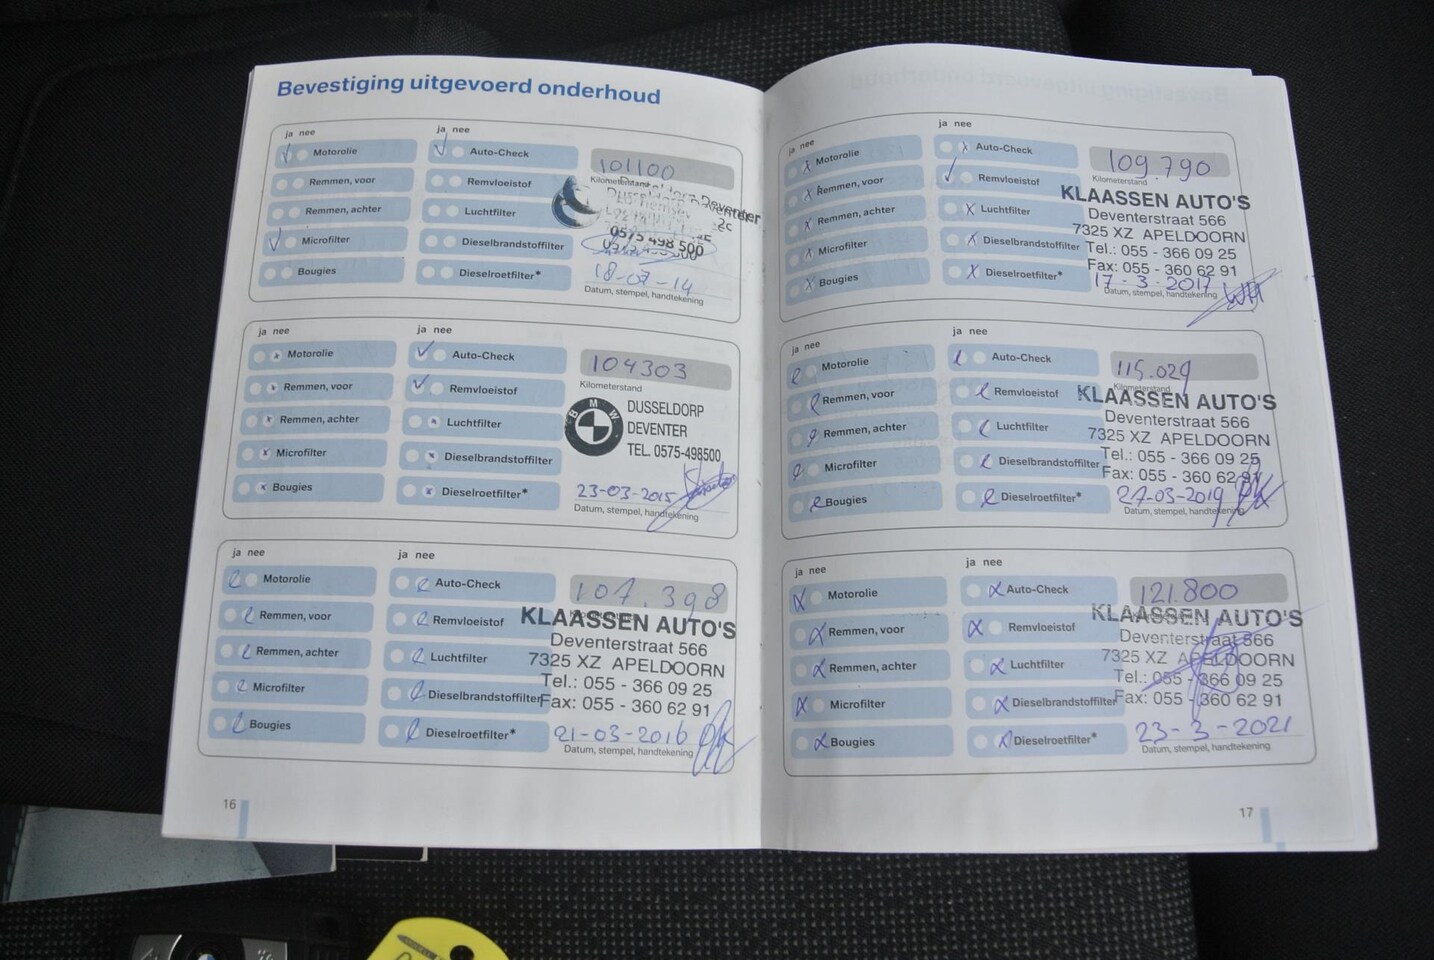 Bevestiging uitgevoerd onderhoud
ja nee
ja nee
Motorolie
Auto-Check
101100
Remmen, voor
Remvloeistof
Kilometerstand
Remmen, achter
Luchtfilter
Microfilter
Dieselbrandstoffilter
0575 498 500
Bougies
Dieselroetfilter*
18-07-14
Datum, stempel, handtekening
ja nee
ja nee
Motorolie
Auto-Check
104303
Kilometerstand
Remmen, voor
Remvloeistof
BMW
DUSSELDORP
Remmen, achter
Luchtfilter
DEVENTER
Microfilter
Dieselbrandstoffilter
TEL. 0575-498500
Bougies
Dieselroetfilter*
23-03-2015
Datum, stempel, handtekening
ja nee
ja nee
Motorolie
Auto-Check
107.398
Remmen, voor
Remvloeistof
KLAASSEN AUTO'S
Deventerstraat 566
Remmen, achter
Luchtfilter
7325 XZ APELDOORN
Microfilter
Dieselbrandstoffilter
Tel.: 055 - 366 09 25
Fax: 055 - 360 62 91
Bougies
Dieselroetfilter*
21-03-2016
Datum, stempel, handtekening
16
ja nee
ja nee
Motorolie
Auto-Check
109.790
Kilometerstand
Remmen, voor
Remvloeistof
KLAASSEN AUTO'S
Deventerstraat 566
Remmen, achter
Luchtfilter
7325 XZ APELDOORN
Microfilter
Dieselbrandstoffilter
Tel.: 055 - 366 09 25
Fax: 055 - 360 62 91
Bougies
Dieselroetfilter*
17-3-2017
Datum, stempel, handtekening
ja nee
ja nee
Motorolie
Auto-Check
115.029
Kilometerstand
Remmen, voor
Remvloeistof
KLAASSEN AUTO'S
Deventerstraat 566
Remmen, achter
Luchtfilter
7325 XZ APELDOORN
Microfilter
Dieselbrandstoffilter
Tel.: 055 - 366 09 25
Fax: 055 - 360 62 91
Bougies
Dieselroetfilter*
27-03-2019
Datum, stempel, handtekening
ja nee
ja nee
Motorolie
Auto-Check
121.800
Remmen, voor
Remvloeistof
KLAASSEN AUTO'S
Deventerstraat 566
Remmen, achter
Luchtfilter
7325 XZ APELDOORN
Microfilter
Dieselbrandstoffilter
Tel.: 055 - 366 09 25
Fax: 055 - 360 62 91
Bougies
Dieselroetfilter*
23-3-2021
Datum, stempel, handtekening
17